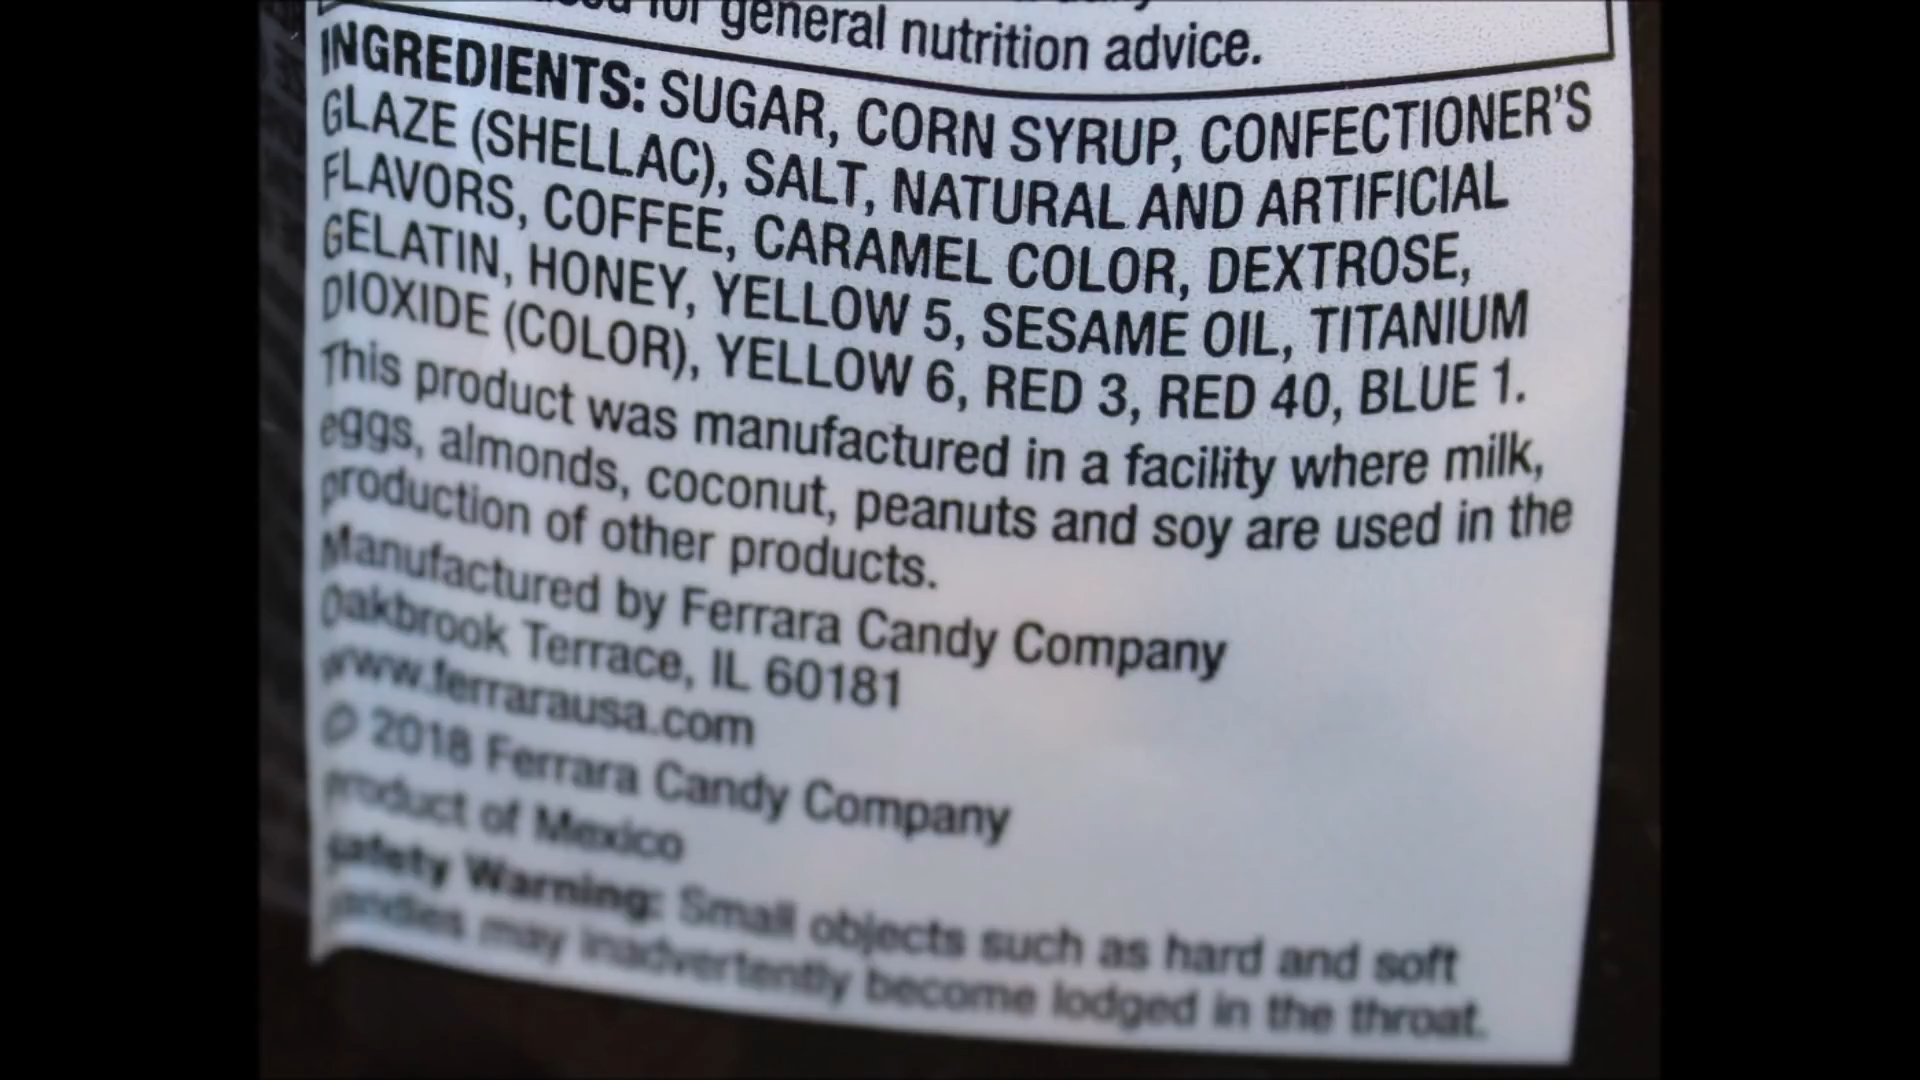 for general nutrition advice.
INGREDIENTS: SUGAR, CORN SYRUP, CONFECTIONER'S
GLAZE (SHELLAC), SALT, NATURAL AND ARTIFICIAL
FLAVORS, COFFEE, CARAMEL COLOR, DEXTROSE,
GELATIN, HONEY, YELLOW 5, SESAME OIL, TITANIUM
DIOXIDE (COLOR), YELLOW 6, RED 3, RED 40, BLUE 1.
This product was manufactured in a facility where milk,
eggs, almonds, coconut, peanuts and soy are used in the
production of other products.
Manufactured by Ferrara Candy Company
Oakbrook Terrace, IL 60181
www.ferrarausa.com
© 2018 Ferrara Candy Company
Product of Mexico
Safety Warning: Small objects such as hard and soft
candies may inadvertently become lodged in the throat.